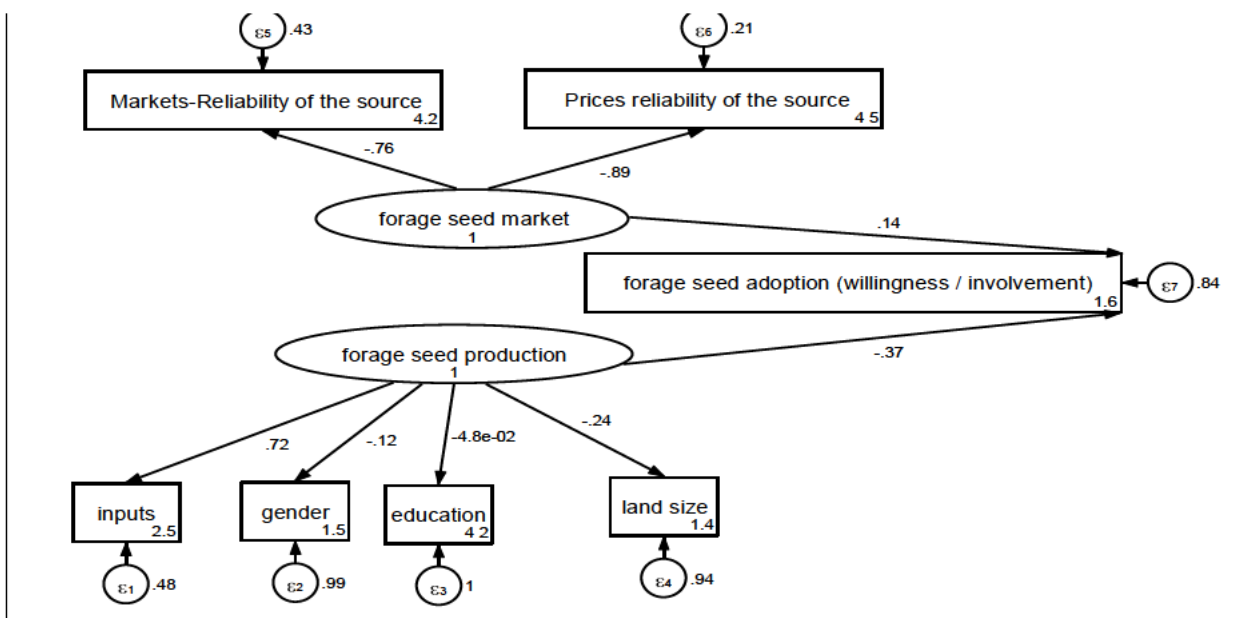 ε5 .43
ε6 .21
Markets-Reliability of the source
4.2
Prices reliability of the source
4 5
-.76
-.89
forage seed market
1
.14
forage seed adoption (willingness / involvement)
1.6
ε7 .84
forage seed production
1
-.37
.72
-.12
-4.8e-02
-.24
inputs
2.5
gender
1.5
education
4 2
land size
1.4
ε1 .48
ε2 .99
ε3 1
ε4 .94